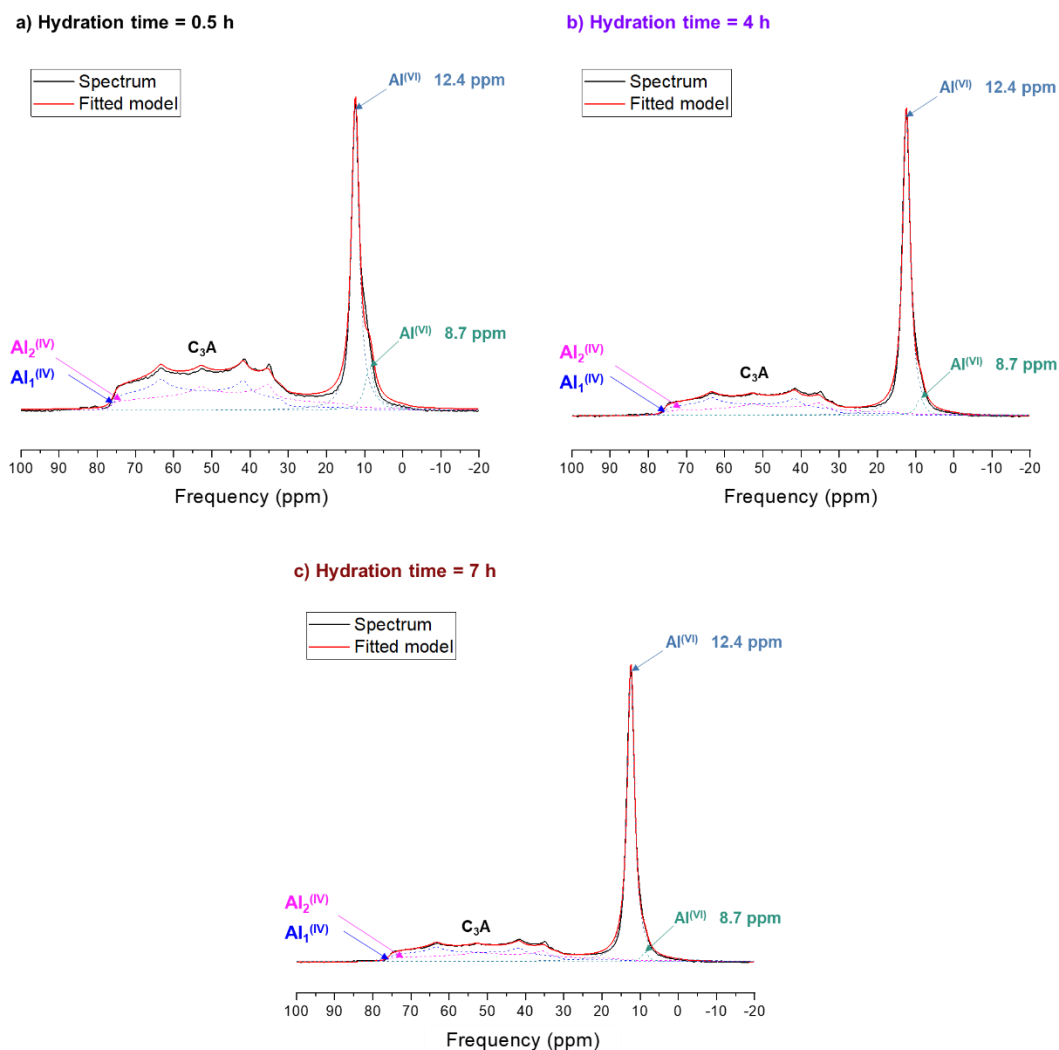 a) Hydration time = 0.5 h
Spectrum
Fitted model
Al(VI) 12.4 ppm
Al(VI) 8.7 ppm
C3A
Al2(IV)
Al1(IV)
100 90 80 70 60 50 40 30 20 10 0 -10 -20
Frequency (ppm)
b) Hydration time = 4 h
Spectrum
Fitted model
Al(VI) 12.4 ppm
Al(VI) 8.7 ppm
C3A
Al2(IV)
Al1(IV)
100 90 80 70 60 50 40 30 20 10 0 -10 -20
Frequency (ppm)
c) Hydration time = 7 h
Spectrum
Fitted model
Al(VI) 12.4 ppm
Al(VI) 8.7 ppm
C3A
Al2(IV)
Al1(IV)
100 90 80 70 60 50 40 30 20 10 0 -10 -20
Frequency (ppm)